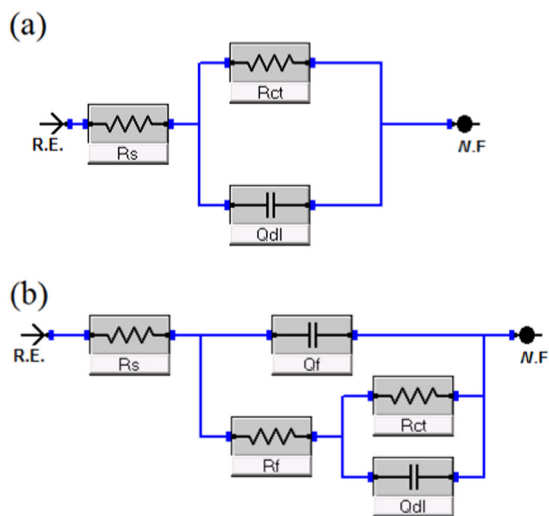 (a)
Rct
R.E.
Rs
N.F
Qdl
(b)
R.E.
Rs
Qf
N.F
Rct
Rf
Qdl